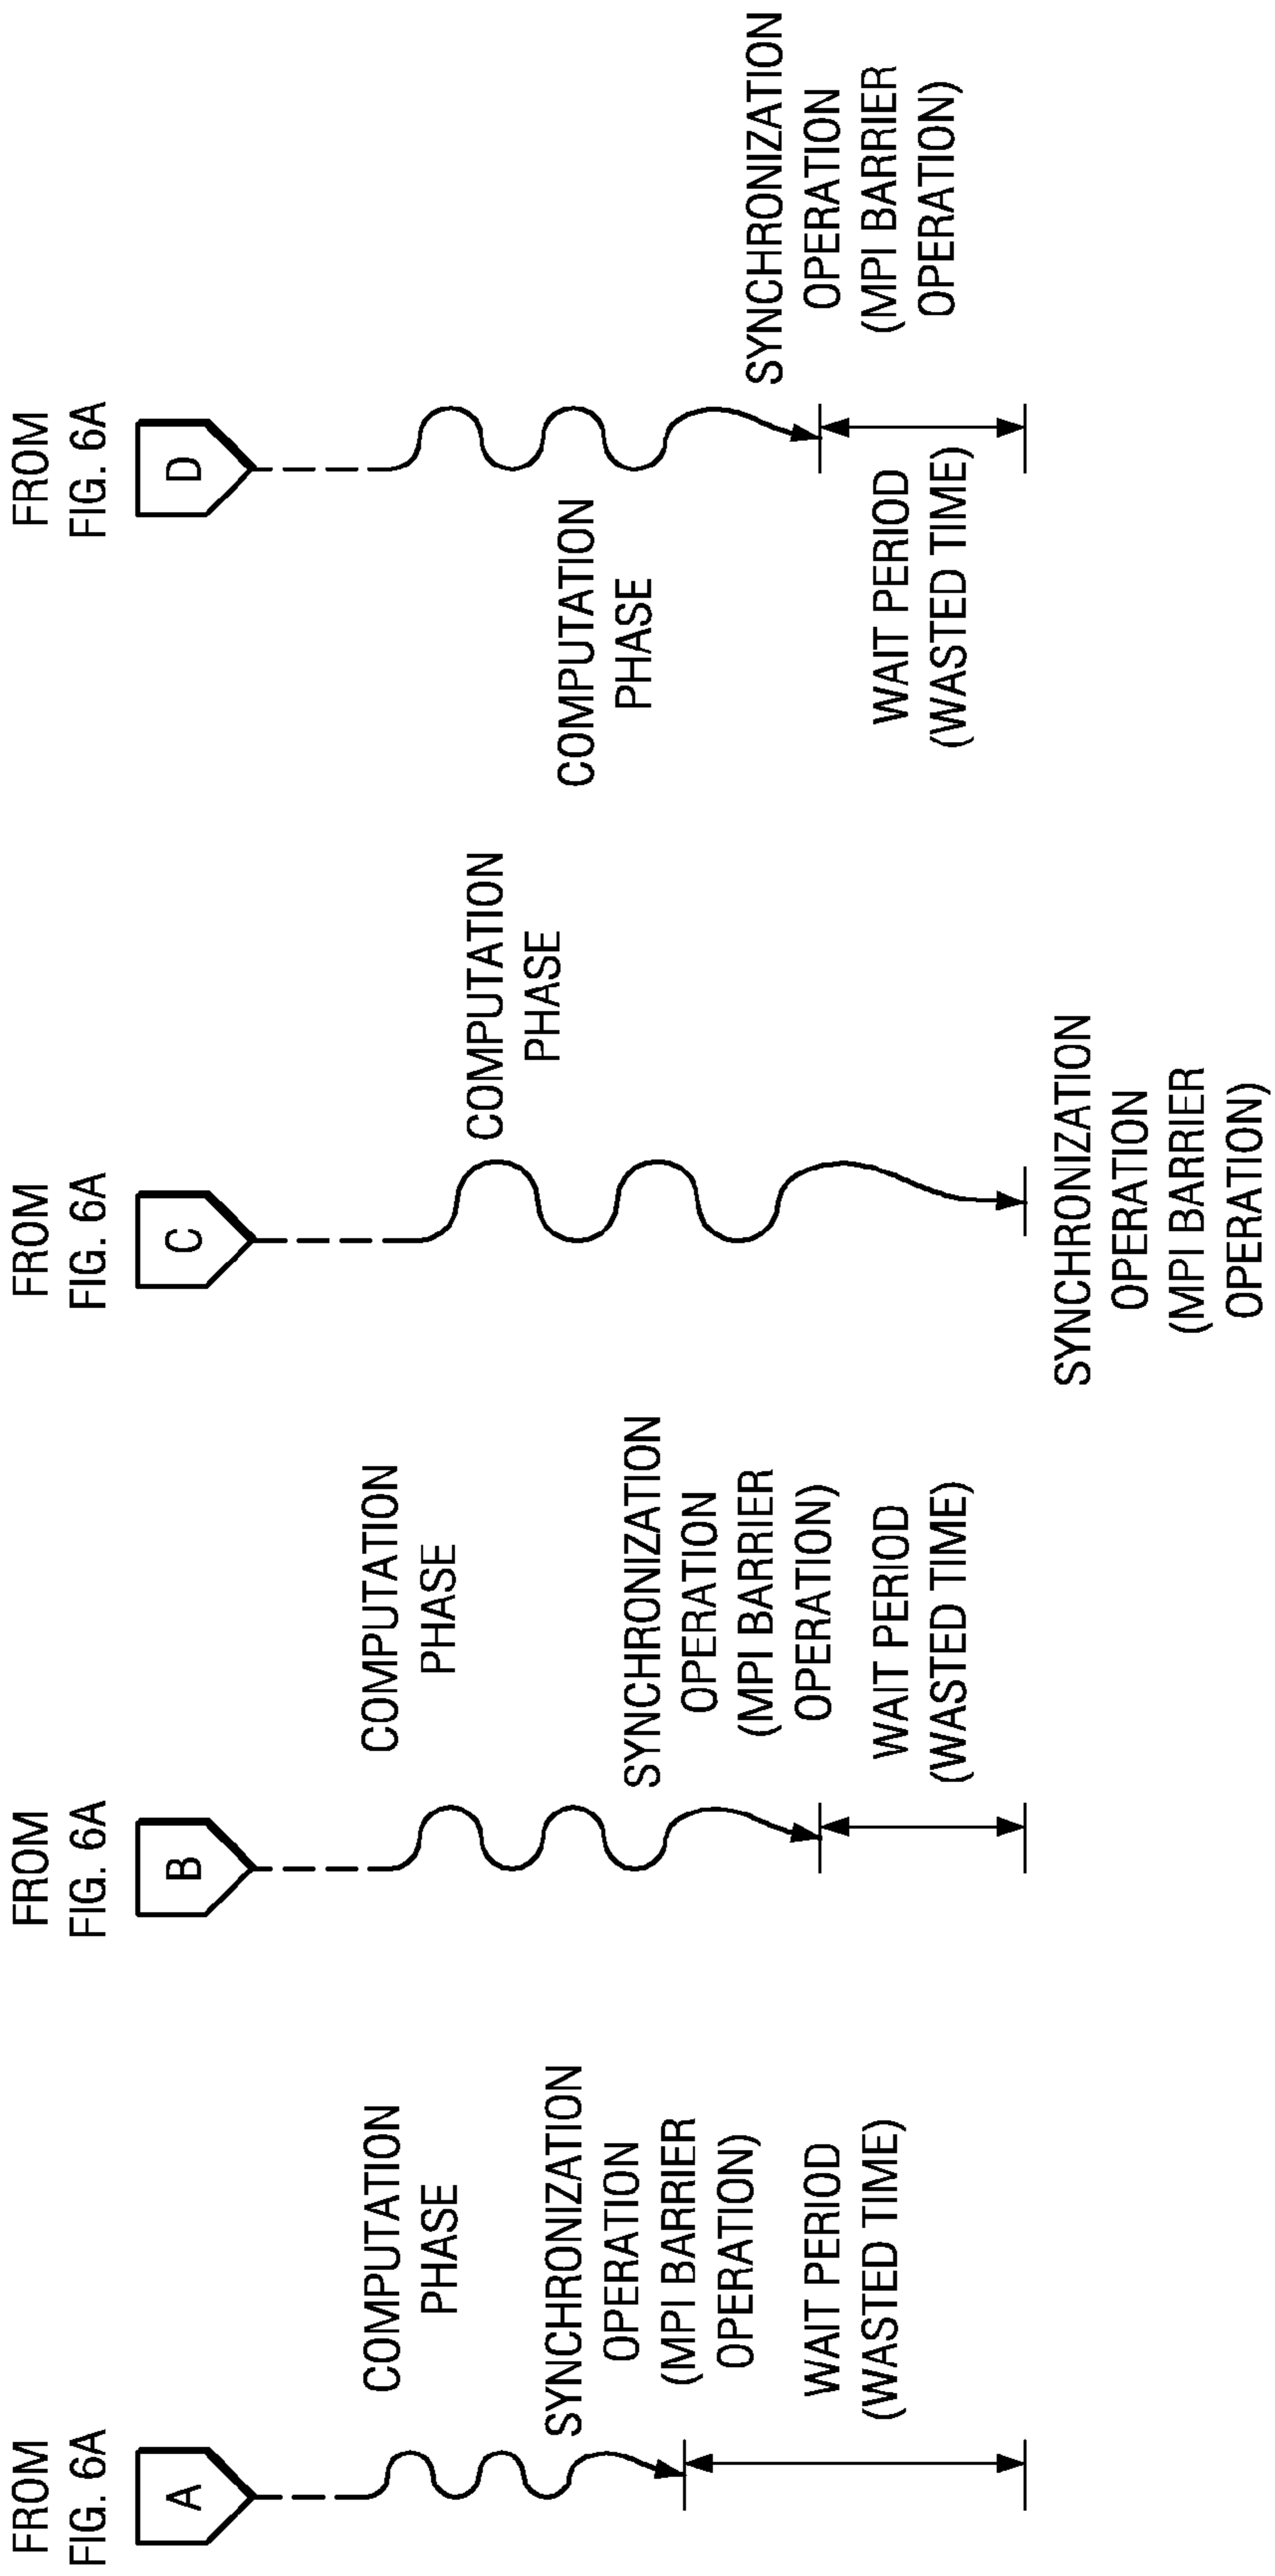 FROM
FIG. 6A
A
COMPUTATION
PHASE
SYNCHRONIZATION
OPERATION
(MPI BARRIER
OPERATION)
WAIT PERIOD
(WASTED TIME)
FROM
FIG. 6A
B
COMPUTATION
PHASE
SYNCHRONIZATION
OPERATION
(MPI BARRIER
OPERATION)
WAIT PERIOD
(WASTED TIME)
FROM
FIG. 6A
C
COMPUTATION
PHASE
SYNCHRONIZATION
OPERATION
(MPI BARRIER
OPERATION)
FROM
FIG. 6A
D
COMPUTATION
PHASE
SYNCHRONIZATION
OPERATION
(MPI BARRIER
OPERATION)
WAIT PERIOD
(WASTED TIME)